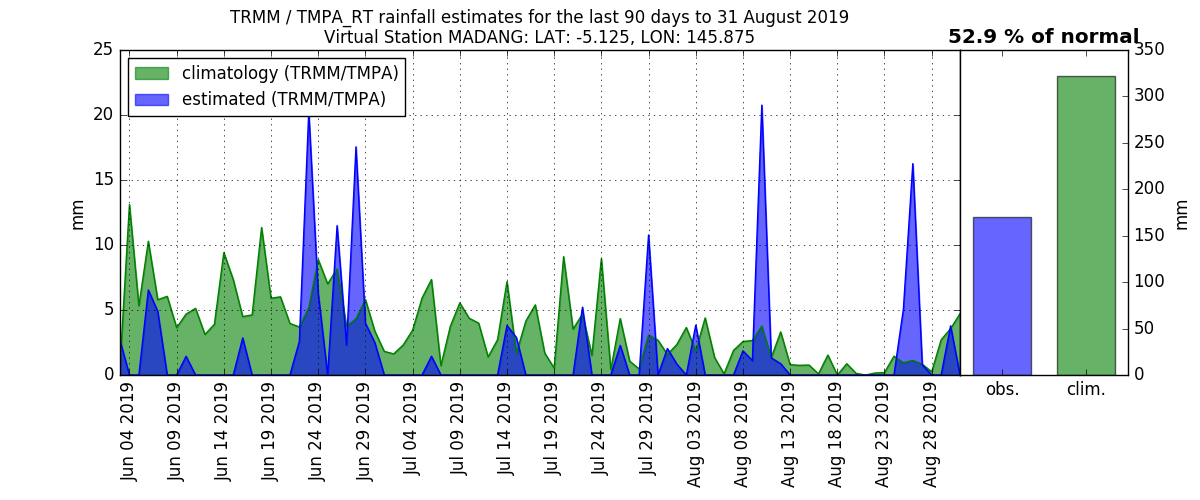 TRMM / TMPA_RT rainfall estimates for the last 90 days to 31 August 2019
Virtual Station MADANG: LAT: -5.125, LON: 145.875
52.9 % of normal
climatology (TRMM/TMPA)
estimated (TRMM/TMPA)
25
20
15
10
5
0
mm
Jun 04 2019
Jun 09 2019
Jun 14 2019
Jun 19 2019
Jun 24 2019
Jun 29 2019
Jul 04 2019
Jul 09 2019
Jul 14 2019
Jul 19 2019
Jul 24 2019
Jul 29 2019
Aug 03 2019
Aug 08 2019
Aug 13 2019
Aug 18 2019
Aug 23 2019
Aug 28 2019
obs.
clim.
350
300
250
200
150
100
50
0
mm